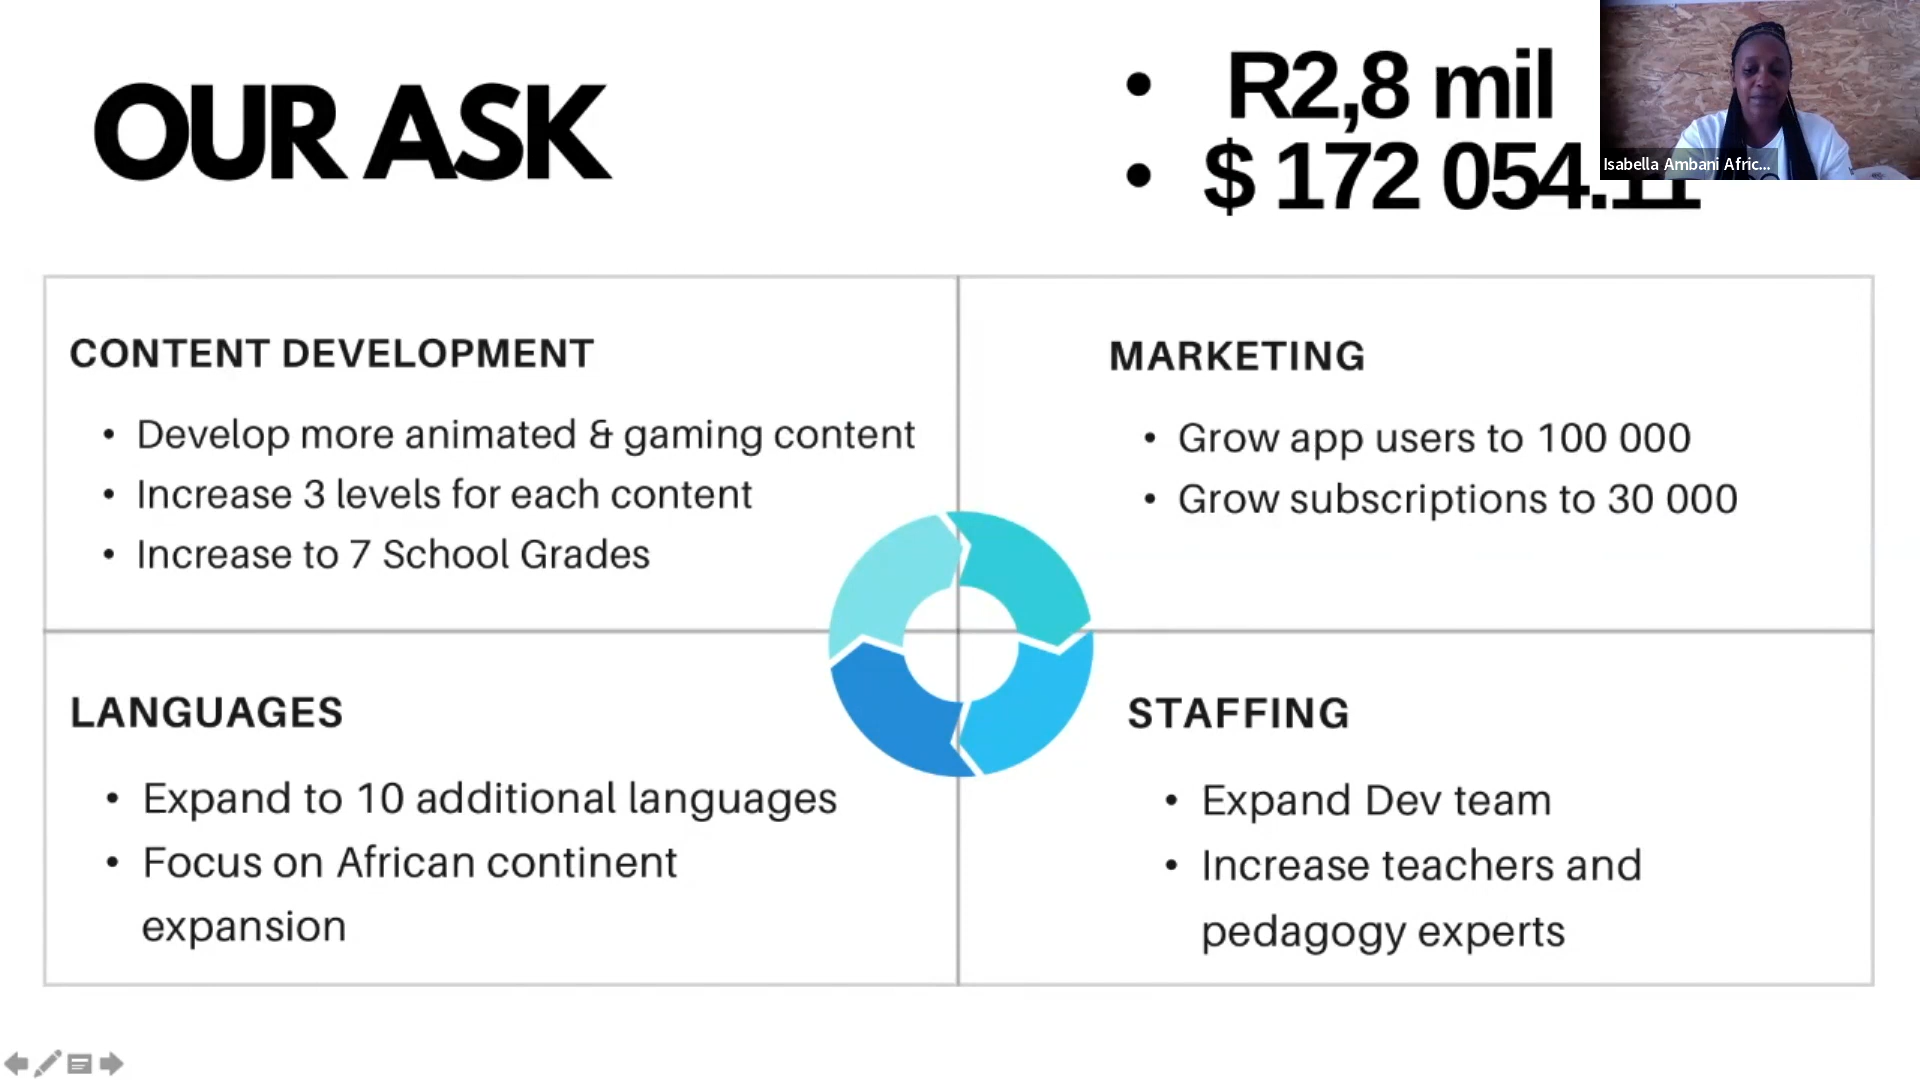 OUR ASK
• R2,8 mil
• $ 172 054.11
Isabella Ambani Afric...
CONTENT DEVELOPMENT
• Develop more animated & gaming content
• Increase 3 levels for each content
• Increase to 7 School Grades
MARKETING
• Grow app users to 100 000
• Grow subscriptions to 30 000
LANGUAGES
• Expand to 10 additional languages
• Focus on African continent
expansion
STAFFING
• Expand Dev team
• Increase teachers and
pedagogy experts